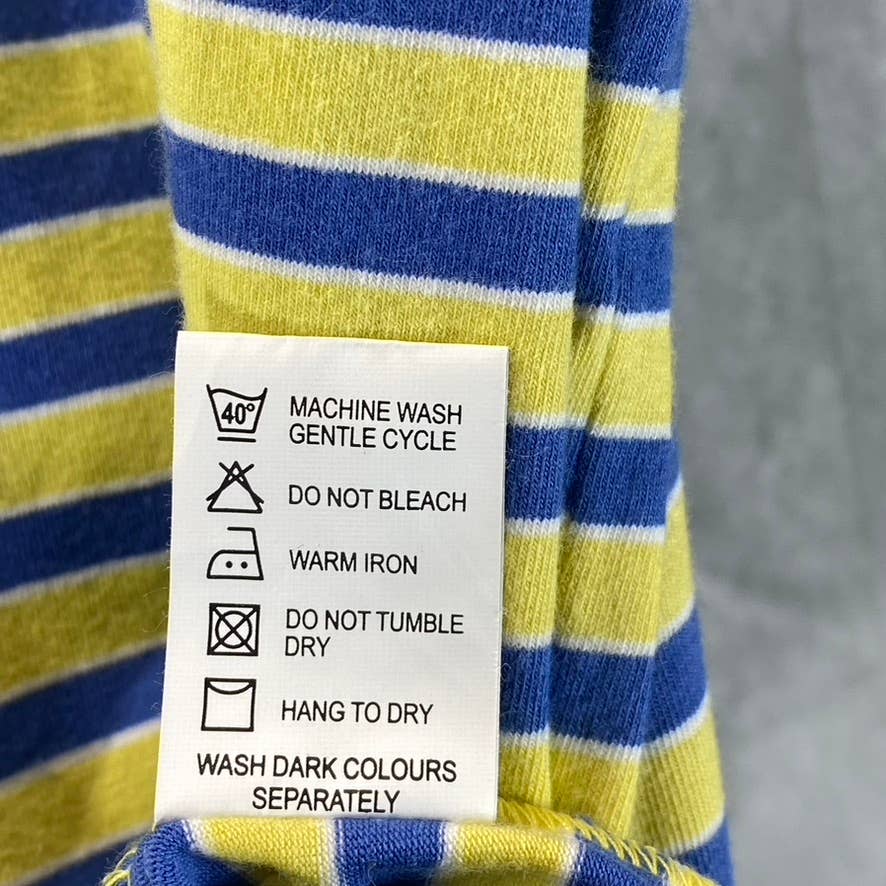 40°
MACHINE WASH
GENTLE CYCLE
DO NOT BLEACH
WARM IRON
DO NOT TUMBLE
DRY
HANG TO DRY
WASH DARK COLOURS
SEPARATELY